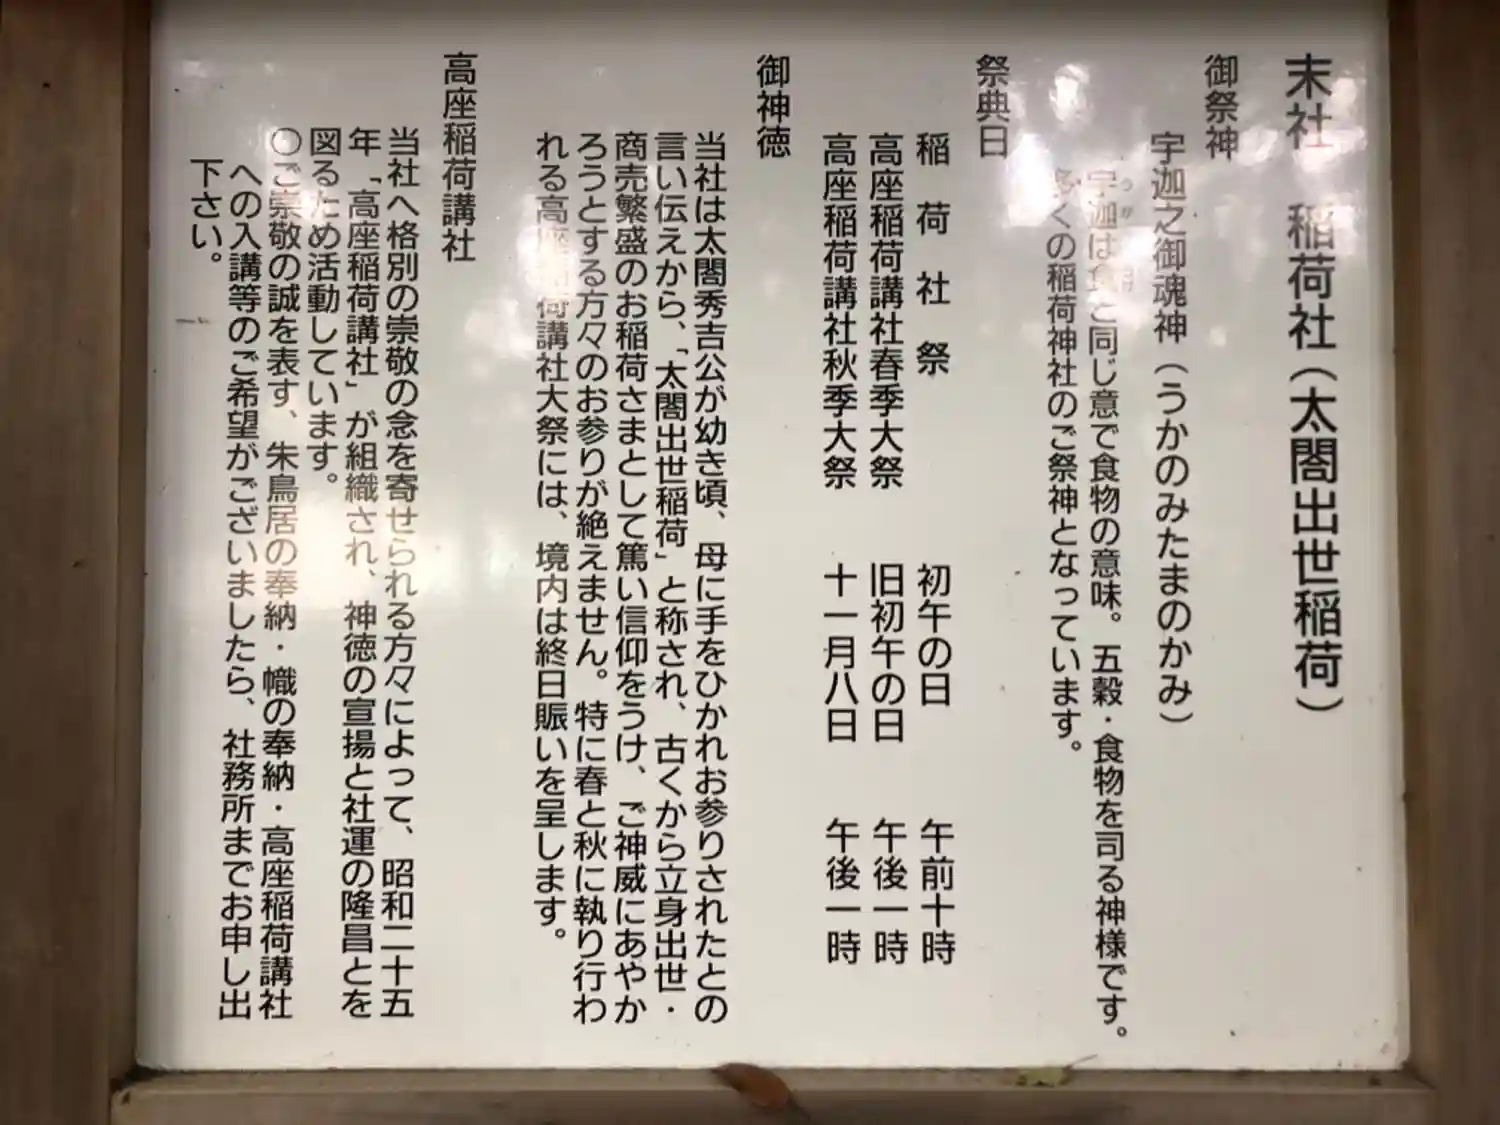 末社 稲荷社（太閤出世稲荷）
御祭神
宇迦之御魂神（うかのみたまのかみ）
宇迦は食と同じ意で食物の意味。五穀・食物を司る神様です。
多くの稲荷神社のご祭神となっています。
祭典日
稲荷社祭 初午の日 午前十時
高座稲荷講社春季大祭 旧初午の日 午後一時
高座稲荷講社秋季大祭 十一月八日 午後一時
御神徳
当社は太閤秀吉公が幼き頃、母に手をひかれお参りされたとの
言い伝えから、「太閤出世稲荷」と称され、古くから立身出世・
商売繁盛のお稲荷さまとして篤い信仰をうけ、ご神威にあやか
ろうとする方々のお参りが絶えません。特に春と秋に執り行わ
れる高座稲荷講社大祭には、境内は終日賑いを呈します。
高座稲荷講社
当社へ格別の崇敬の念を寄せられる方々によって、昭和二十五
年「高座稲荷講社」が組織され、神徳の宣揚と社運の隆昌とを
図るため活動しています。
〇ご崇敬の誠を表す、朱鳥居の奉納・幟の奉納・高座稲荷講社
への入講等のご希望がございましたら、社務所までお申し出
下さい。